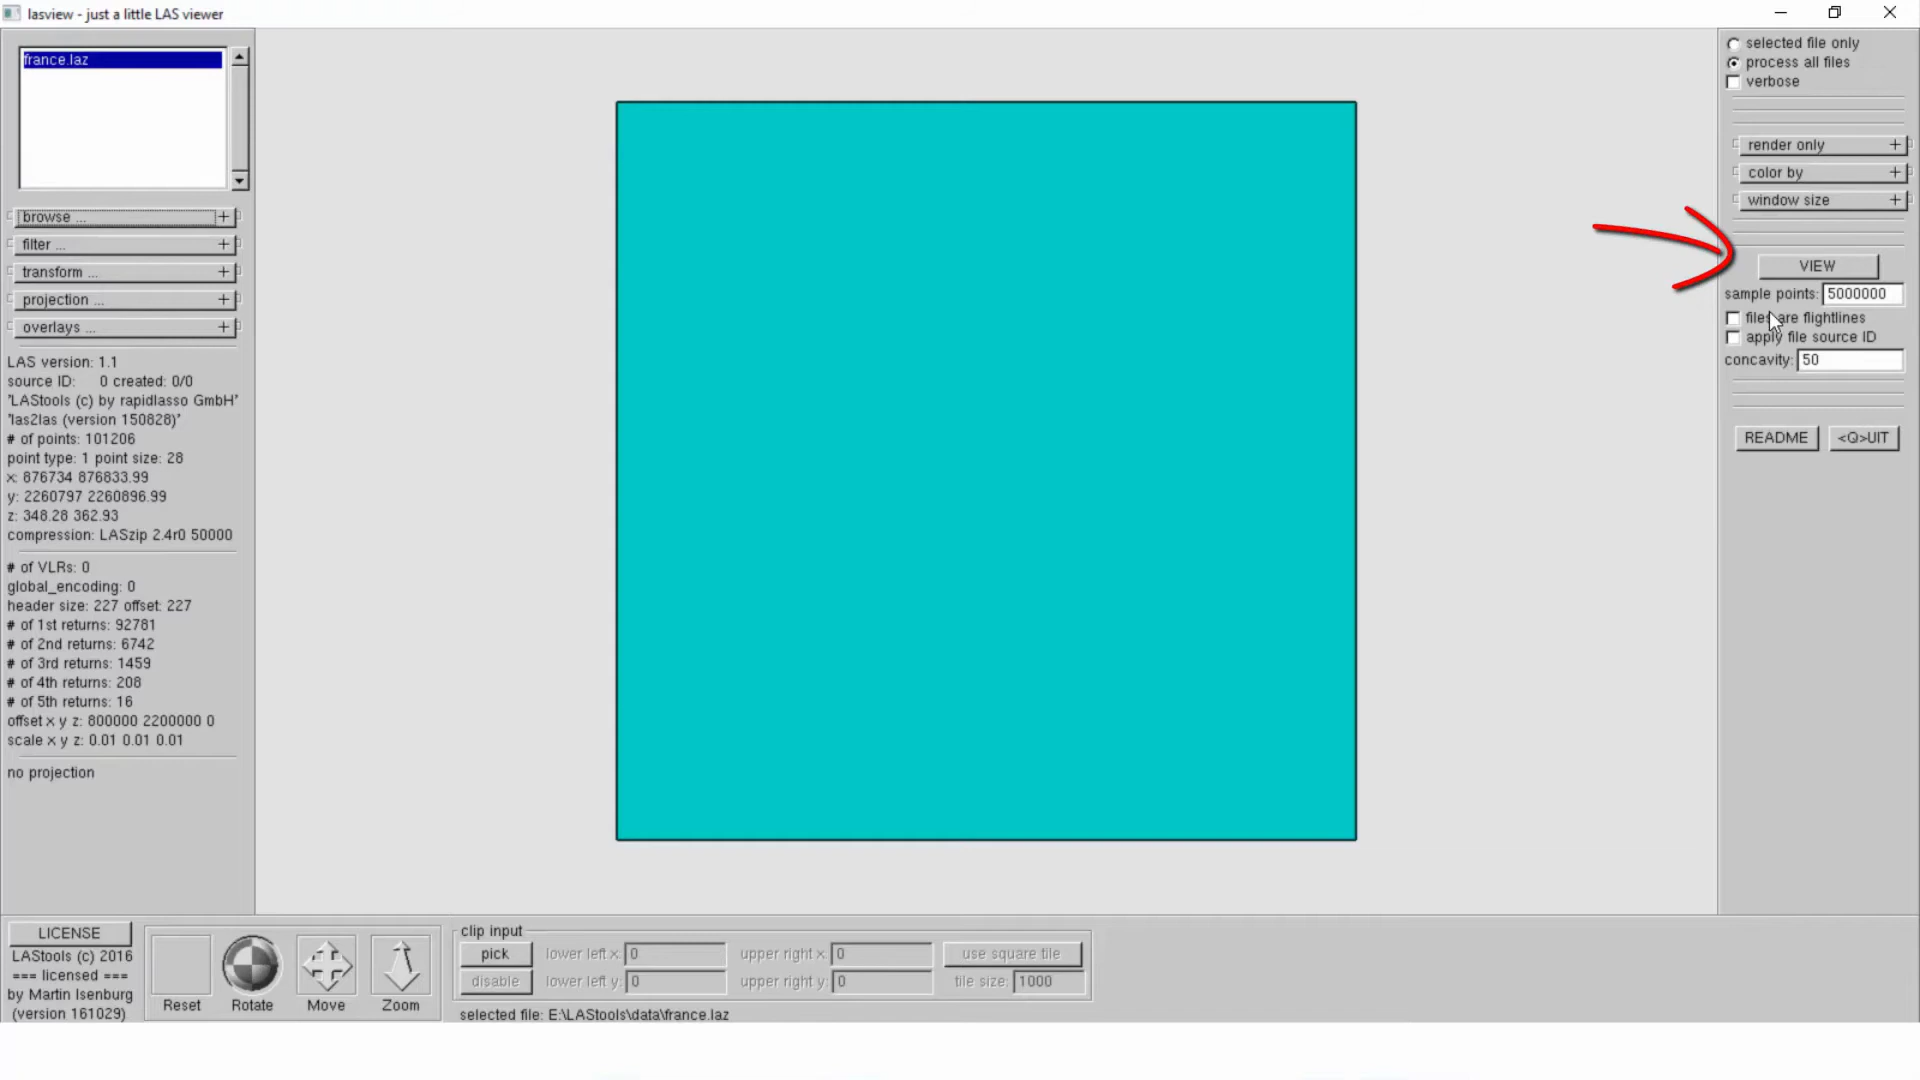 lasview - just a little LAS viewer
france.laz
browse ...
filter ...
transform ...
projection ...
overlays ...
LAS version: 1.1
source ID: 0 created: 0/0
'LAStools (c) by rapidlasso GmbH'
'las2las (version 150828)'
# of points: 101206
point type: 1 point size: 28
x: 876734 876833.99
y: 2260797 2260896.99
z: 348.28 362.93
compression: LASzip 2.4r0 50000
# of VLRs: 0
global_encoding: 0
header size: 227 offset: 227
# of 1st returns: 92781
# of 2nd returns: 6742
# of 3rd returns: 1459
# of 4th returns: 208
# of 5th returns: 16
offset x y z: 800000 2200000 0
scale x y z: 0.01 0.01 0.01
no projection
selected file only
process all files
verbose
render only
color by
window size
VIEW
sample points: 5000000
files are flightlines
apply file source ID
concavity: 50
README <Q>UIT
LICENSE
LAStools (c) 2016
=== licensed ===
by Martin Isenburg
(version 161029)
Reset Rotate Move Zoom
clip input
pick lower left x: 0 upper right x: 0 use square tile
disable lower left y: 0 upper right y: 0 tile size: 1000
selected file: E:\LAStools\data\france.laz